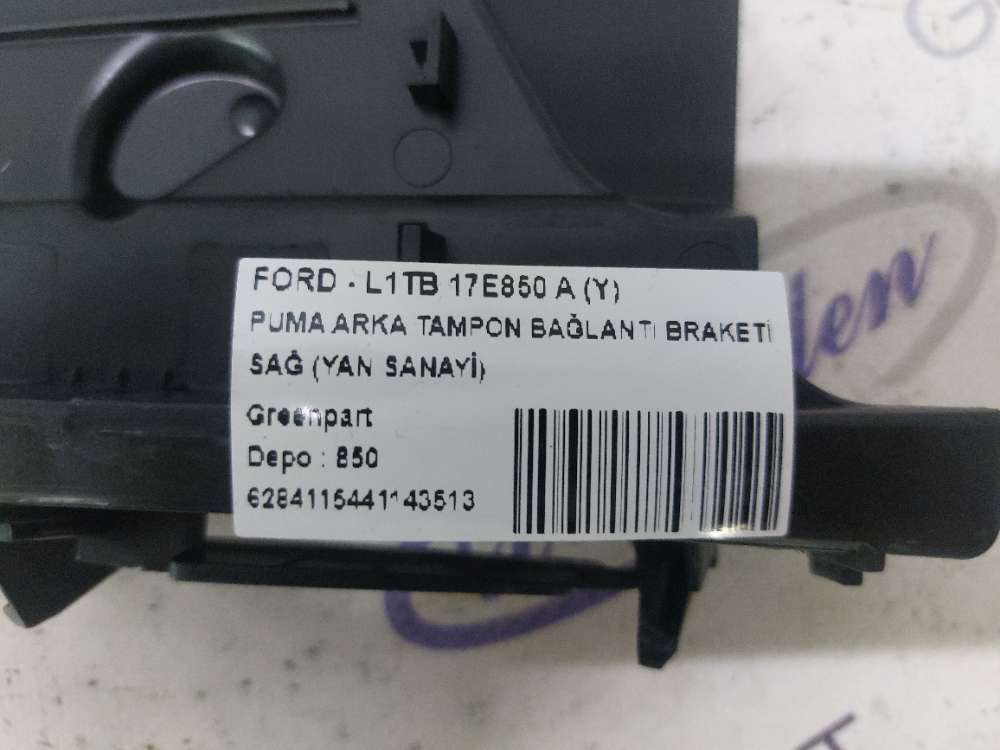 FORD - L1TB 17E850 A (Y)
PUMA ARKA TAMPON BAĞLANTI BRAKETİ
SAĞ (YAN SANAYİ)
Greenpart
Depo : 850
6284115441143513